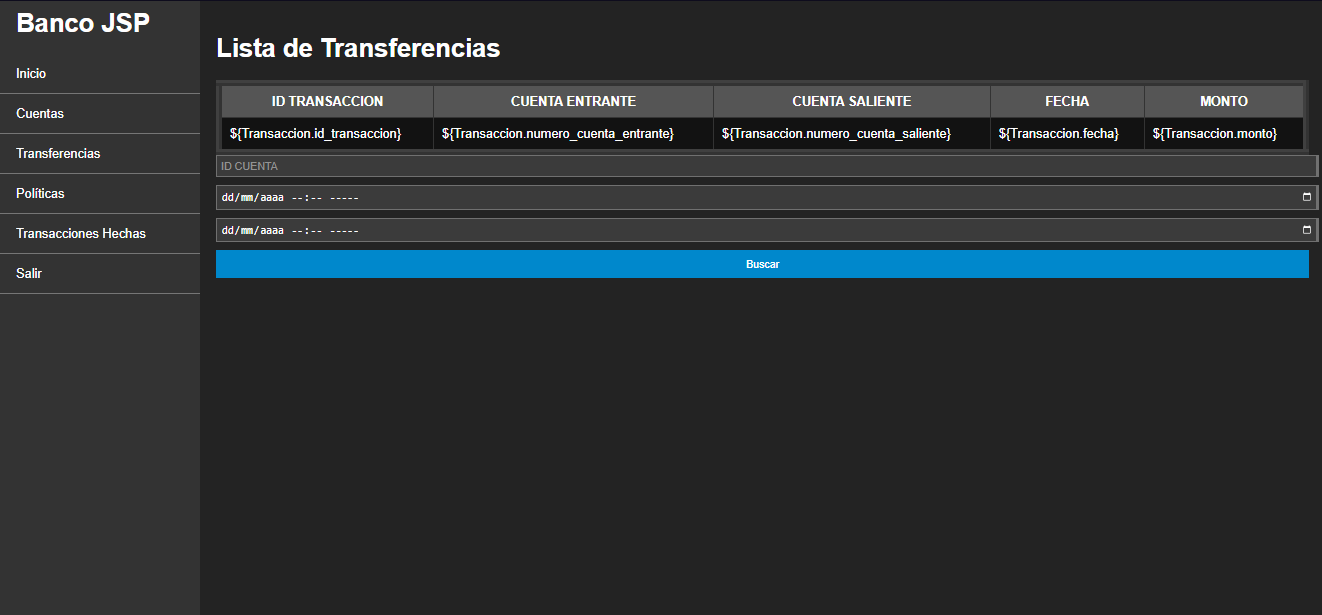 Banco JSP
Inicio
Cuentas
Transferencias
Políticas
Transacciones Hechas
Salir
Lista de Transferencias
ID TRANSACCION CUENTA ENTRANTE CUENTA SALIENTE FECHA MONTO
${Transaccion.id_transaccion} ${Transaccion.numero_cuenta_entrante} ${Transaccion.numero_cuenta_saliente} ${Transaccion.fecha} ${Transaccion.monto}
ID CUENTA
dd/mm/aaaa --:-- -----
dd/mm/aaaa --:-- -----
Buscar